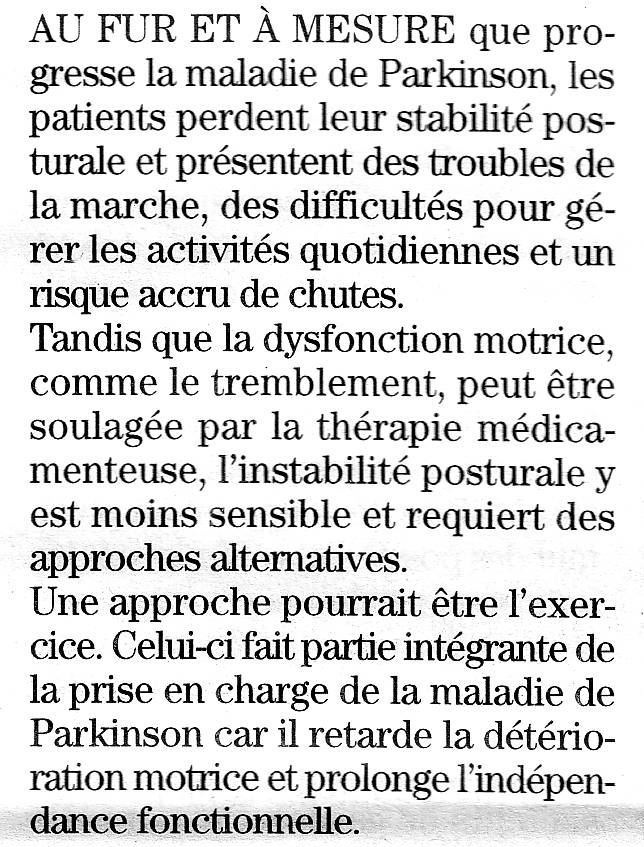 AU FUR ET À MESURE que pro-
gresse la maladie de Parkinson, les
patients perdent leur stabilité pos-
turale et présentent des troubles de
la marche, des difficultés pour gé-
rer les activités quotidiennes et un
risque accru de chutes.
Tandis que la dysfonction motrice,
comme le tremblement, peut être
soulagée par la thérapie médica-
menteuse, l'instabilité posturale y
est moins sensible et requiert des
approches alternatives.
Une approche pourrait être l'exer-
cice. Celui-ci fait partie intégrante de
la prise en charge de la maladie de
Parkinson car il retarde la détério-
ration motrice et prolonge l'indépen-
dance fonctionnelle.